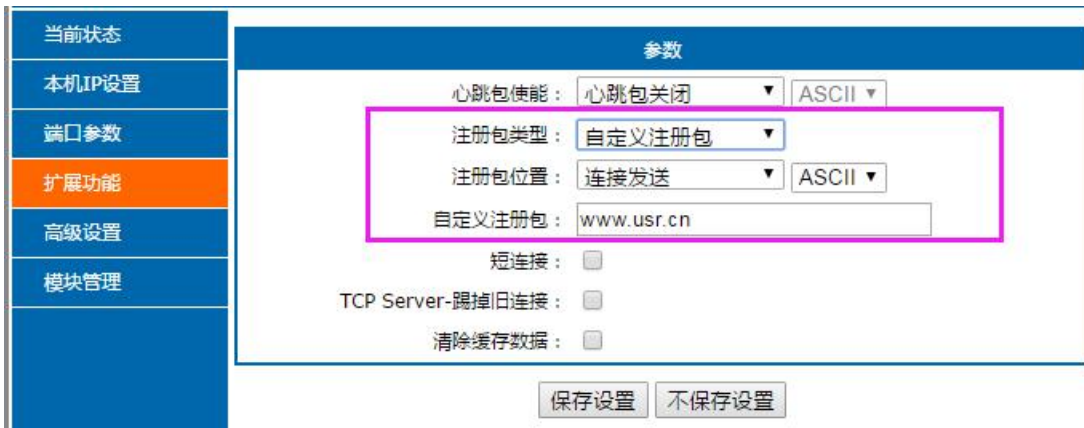 当前状态
本机IP设置
端口参数
扩展功能
高级设置
模块管理
参数
心跳包使能： 心跳包关闭 ASCII
注册包类型： 自定义注册包
注册包位置： 连接发送 ASCII
自定义注册包： www.usr.cn
短连接：
TCP Server-踢掉旧连接：
清除缓存数据：
保存设置 不保存设置